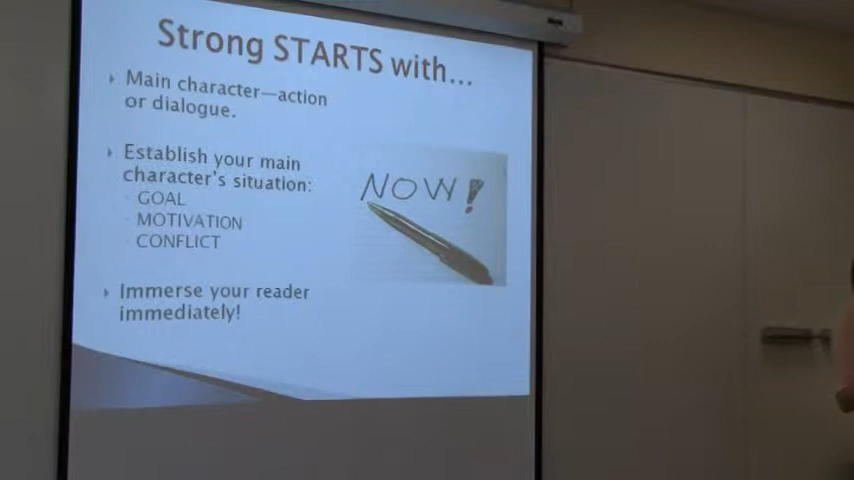 Strong STARTS with...
Main character—action
or dialogue.
Establish your main
character's situation:
GOAL
MOTIVATION
CONFLICT
Immerse your reader
immediately!
NOW!